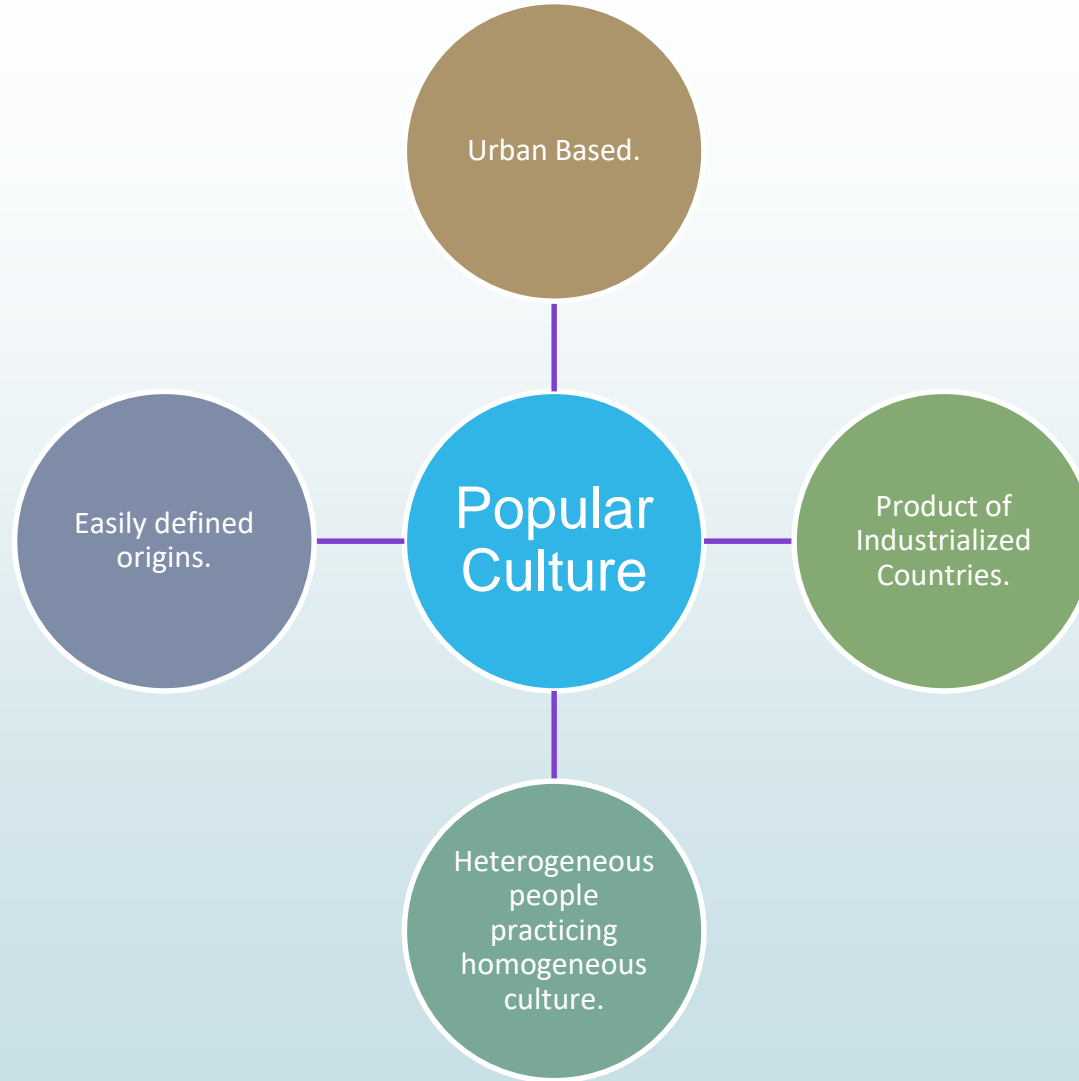 Urban Based.
Easily defined
origins.
Popular
Culture
Product of
Industrialized
Countries.
Heterogeneous
people
practicing
homogeneous
culture.